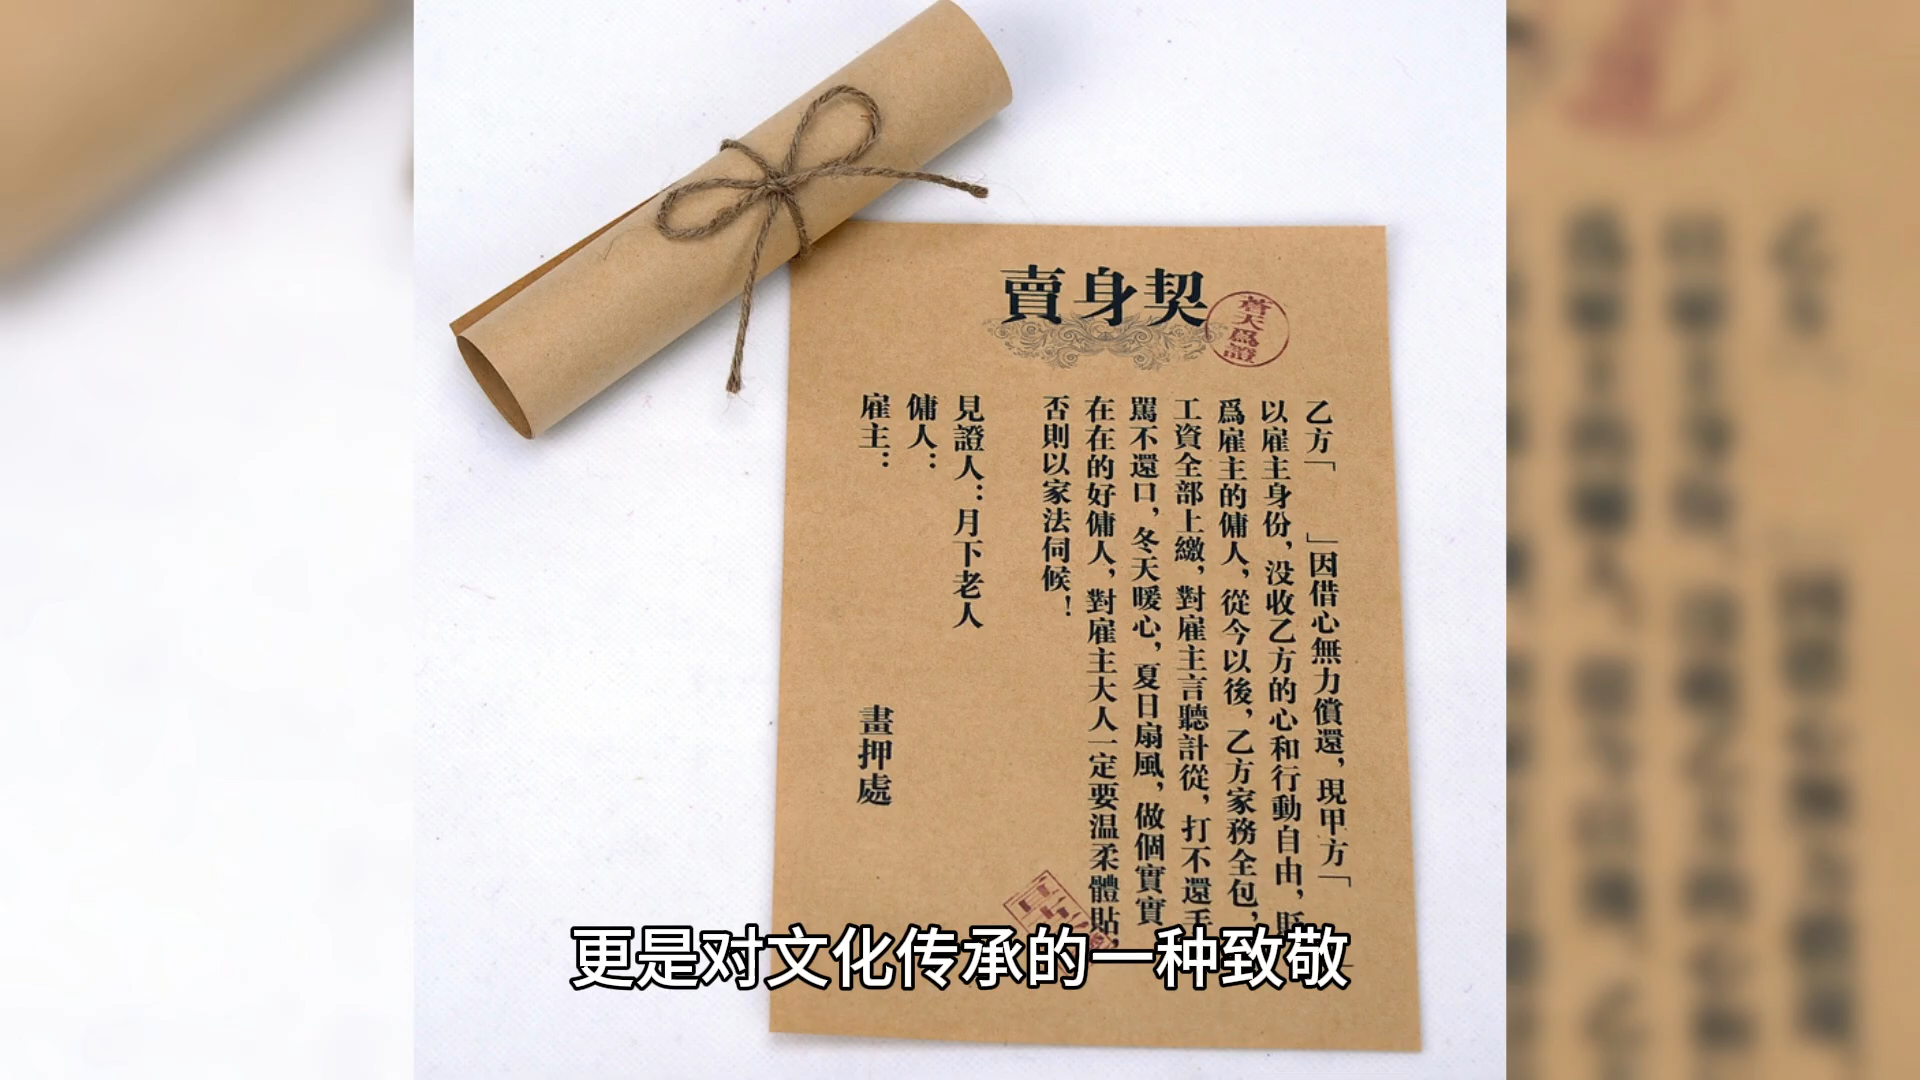 賣身契
蒼天爲證
乙方「 」因借心無力償還，現甲方「
以雇主身份，没收乙方的心和行動自由，既
爲雇主的傭人，從今以後，乙方家務全包，
工資全部上繳，對雇主言聽計從，打不還手
罵不還口，冬天暖心，夏日扇風，做個實實
在在的好傭人，對雇主大人一定要温柔體貼，
否則以家法伺候！
見證人：月下老人
傭人：
雇主：
畫押處
更是对文化传承的一种致敬